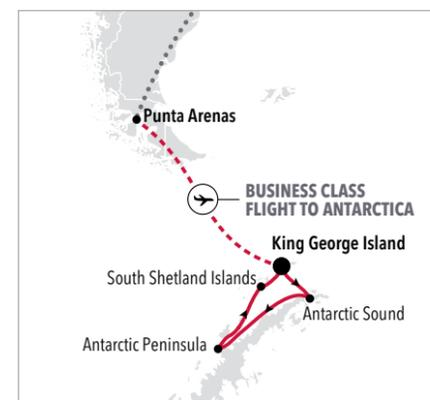 Punta Arenas
BUSINESS CLASS
FLIGHT TO ANTARCTICA
King George Island
South Shetland Islands
Antarctic Sound
Antarctic Peninsula